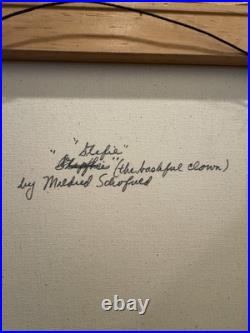 "Stefie"
" (the bashful clown)
by Mildred Schofield